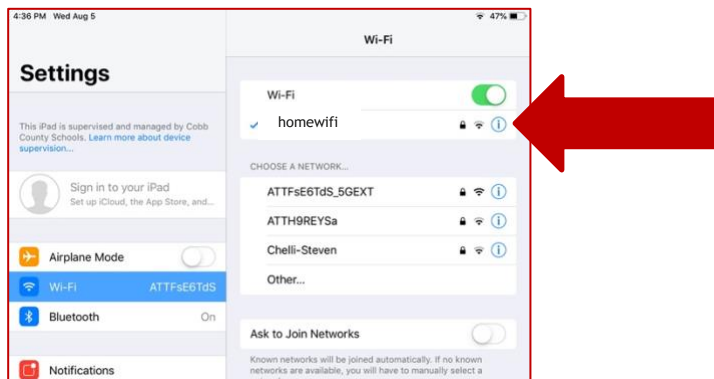 4:36 PM Wed Aug 5
47%
Settings
This iPad is supervised and managed by Cobb
County Schools. Learn more about device
supervision...
Sign in to your iPad
Set up iCloud, the App Store, and...
Airplane Mode
Wi-Fi ATTFsE6TdS
Bluetooth On
Notifications
Wi-Fi
Wi-Fi
homewifi
CHOOSE A NETWORK...
ATTFsE6TdS_5GEXT
ATTH9REYSa
Chelli-Steven
Other...
Ask to Join Networks
Known networks will be joined automatically. If no known
networks are available, you will have to manually select a